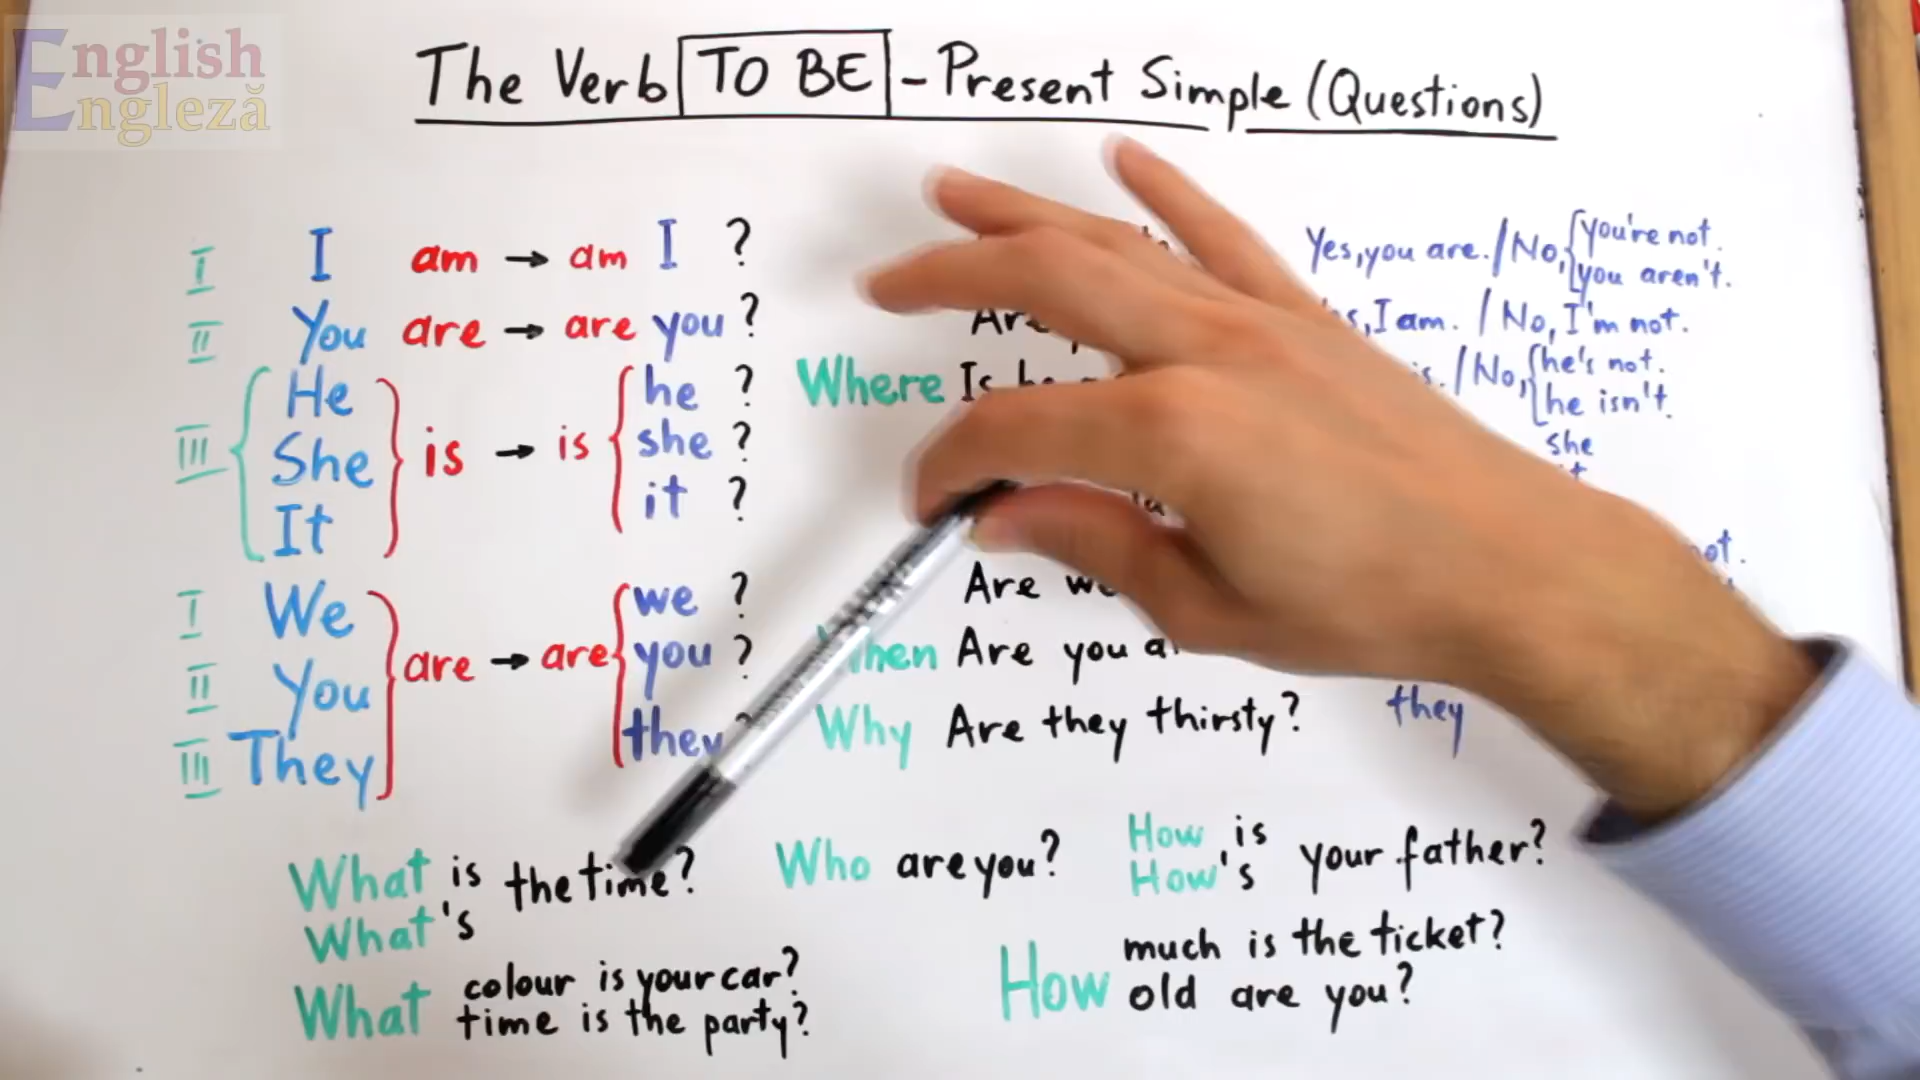 English
Engleză
The Verb TO BE - Present Simple (Questions)
I I am → am I ?
II You are → are you ?
III He She It is → is he ? she ? it ?
I We
II You
III They
are → are we ? you ? they ?
Where Is
Are
When Are you
Why Are they thirsty?
Yes, you are. / No, you're not.
you aren't.
I am. / No, I'm not.
/ No, he's not.
he isn't.
she
they
What is the time?
What's
Who are you?
How is your father?
How's
What colour is your car?
time is the party?
How much is the ticket?
old are you?